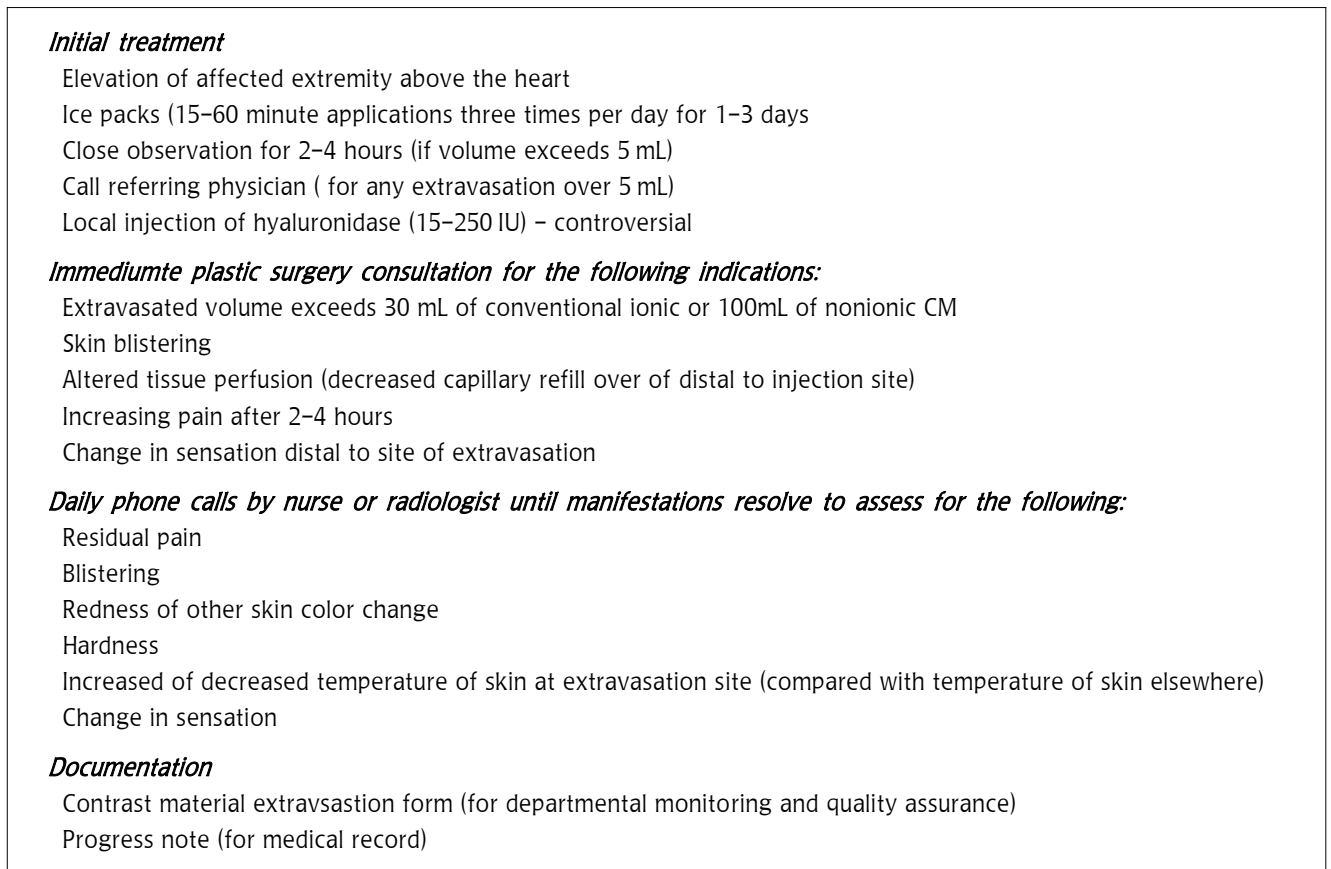 Initial treatment
Elevation of affected extremity above the heart
Ice packs (15–60 minute applications three times per day for 1–3 days
Close observation for 2–4 hours (if volume exceeds 5 mL)
Call referring physician ( for any extravasation over 5 mL)
Local injection of hyaluronidase (15–250 IU) – controversial
Immediumte plastic surgery consultation for the following indications:
Extravasated volume exceeds 30 mL of conventional ionic or 100mL of nonionic CM
Skin blistering
Altered tissue perfusion (decreased capillary refill over of distal to injection site)
Increasing pain after 2–4 hours
Change in sensation distal to site of extravasation
Daily phone calls by nurse or radiologist until manifestations resolve to assess for the following:
Residual pain
Blistering
Redness of other skin color change
Hardness
Increased of decreased temperature of skin at extravasation site (compared with temperature of skin elsewhere)
Change in sensation
Documentation
Contrast material extravsastion form (for departmental monitoring and quality assurance)
Progress note (for medical record)